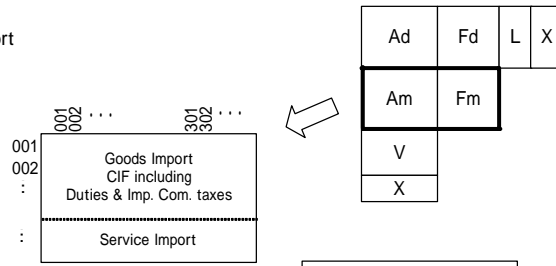 rt
Ad Fd L X
Am Fm
V
X
001 002 ··· 301 302 ···
001
002
:
:
Goods Import
CIF including
Duties & Imp. Com. taxes
Service Import